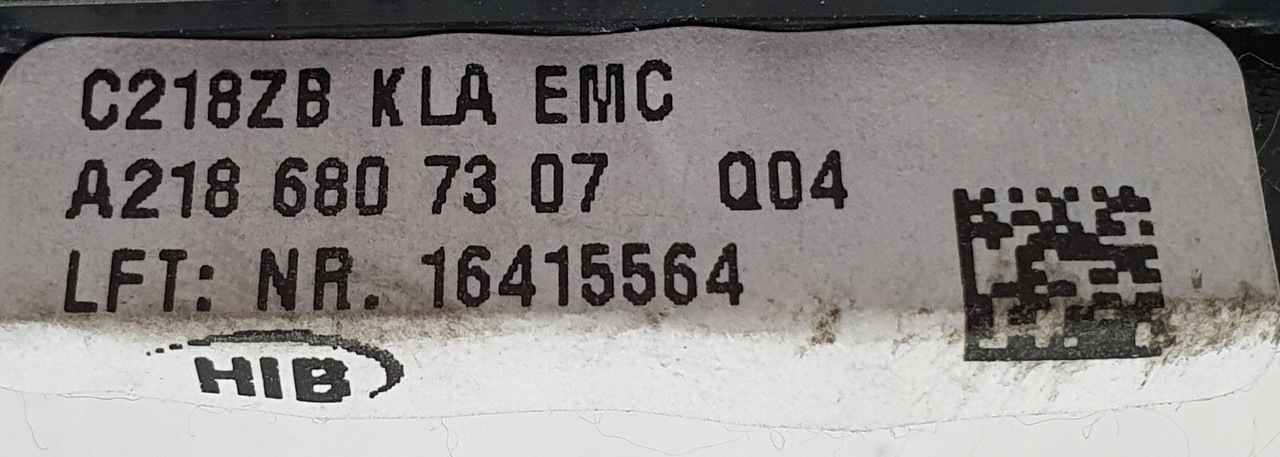 C218ZB KLA EMC
A218 680 73 07 Q04
LFT: NR. 16415564
HIB